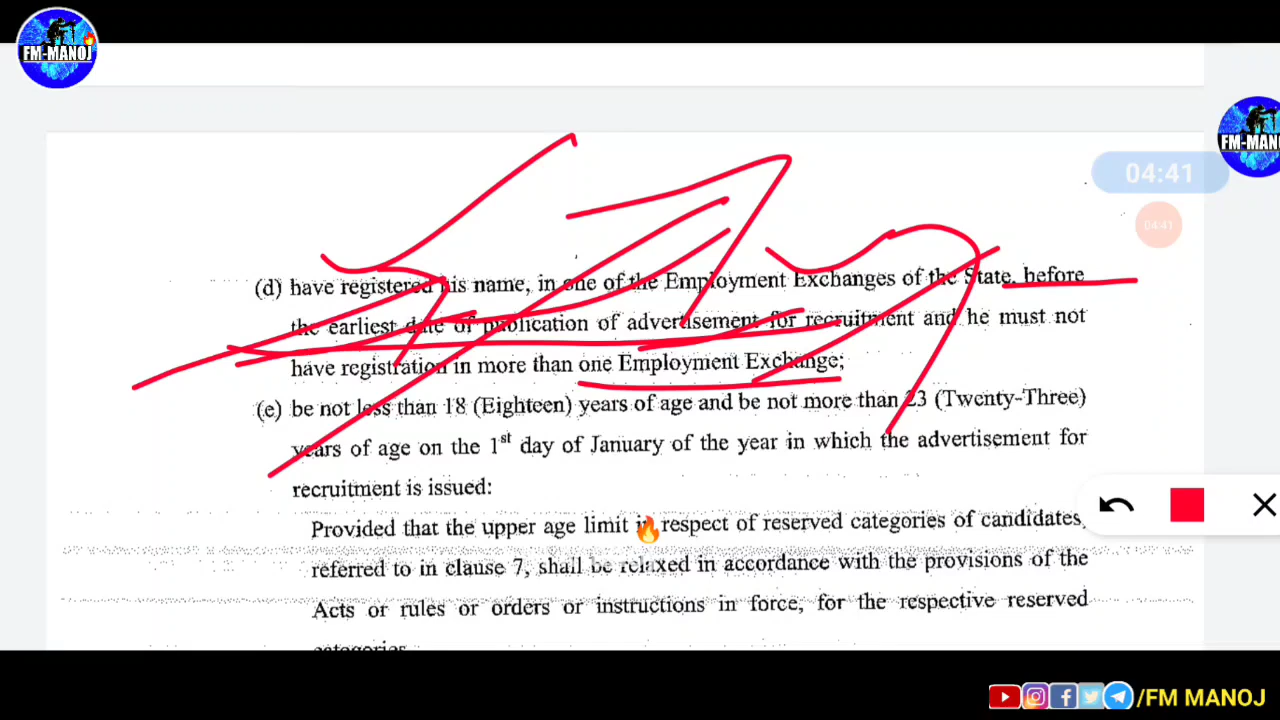 FM-MANOJ
FM-MAN
04:41
04:41
(d) have registered his name, in one of the Employment Exchanges of the State, before
the earliest date of publication of advertisement for recruitment and he must not
have registration in more than one Employment Exchange;
(e) be not less than 18 (Eighteen) years of age and be not more than 23 (Twenty-Three)
years of age on the 1st day of January of the year in which the advertisement for
recruitment is issued:
Provided that the upper age limit in respect of reserved categories of candidates,
referred to in clause 7, shall be relaxed in accordance with the provisions of the
Acts or rules or orders or instructions in force, for the respective reserved
categories.
/FM MANOJ